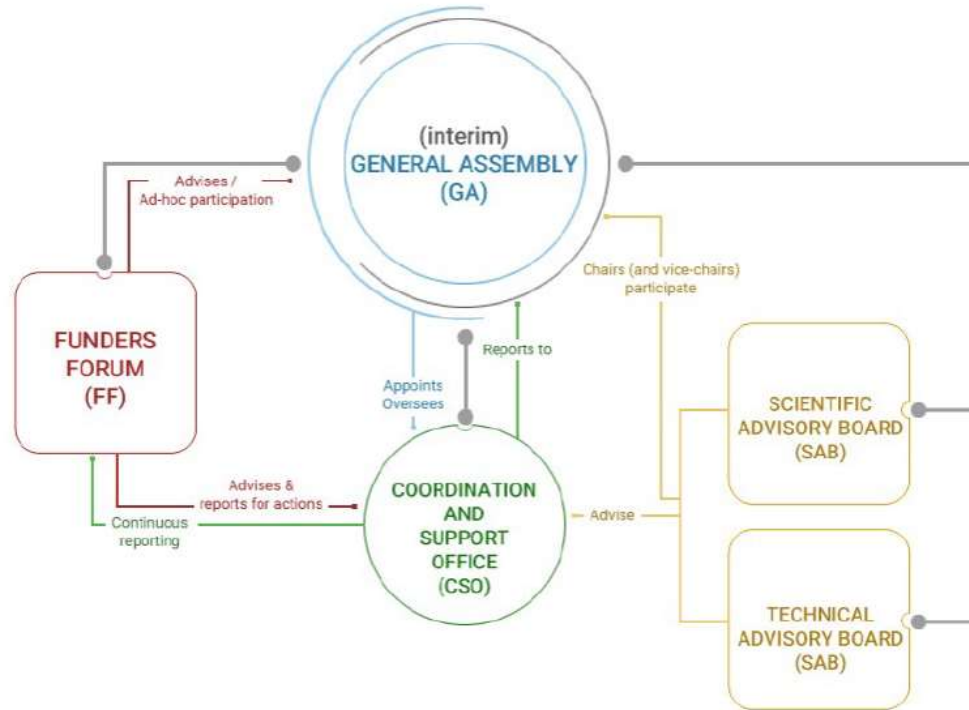 (interim)
GENERAL ASSEMBLY
(GA)
Advises /
Ad-hoc participation
Chairs (and vice-chairs)
participate
FUNDERS
FORUM
(FF)
Reports to
Appoints
Oversees
SCIENTIFIC
ADVISORY BOARD
(SAB)
Advises &
reports for actions
Continuous
reporting
COORDINATION
AND
SUPPORT
OFFICE
(CSO)
Advise
TECHNICAL
ADVISORY BOARD
(SAB)